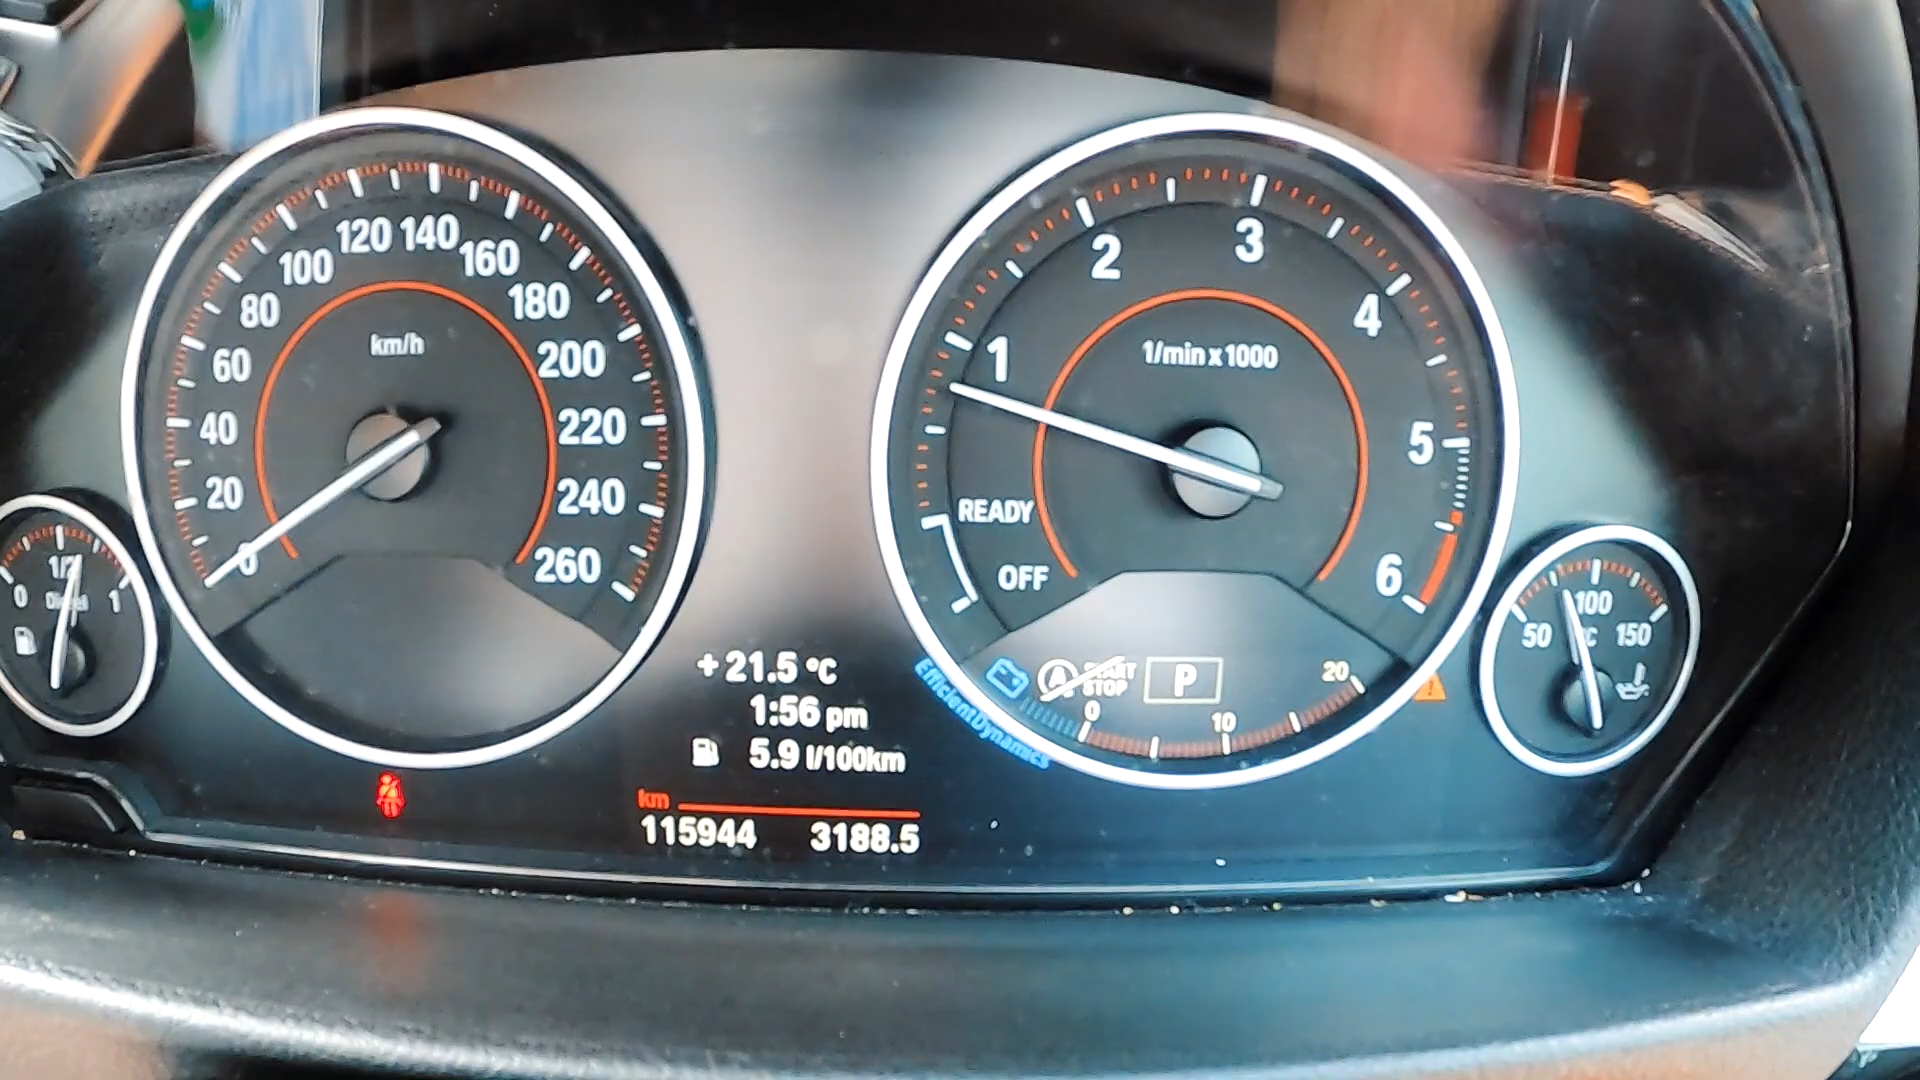 km/h
0
20
40
60
80
100
120
140
160
180
200
220
240
260
0
1/2
1
Diesel
+21.5 °C
1:56 pm
5.9 l/100km
km
115944 3188.5
1/min x 1000
OFF
READY
1
2
3
4
5
6
A START
STOP
P
0
10
20
EfficientDynamics
50
100
150
°C